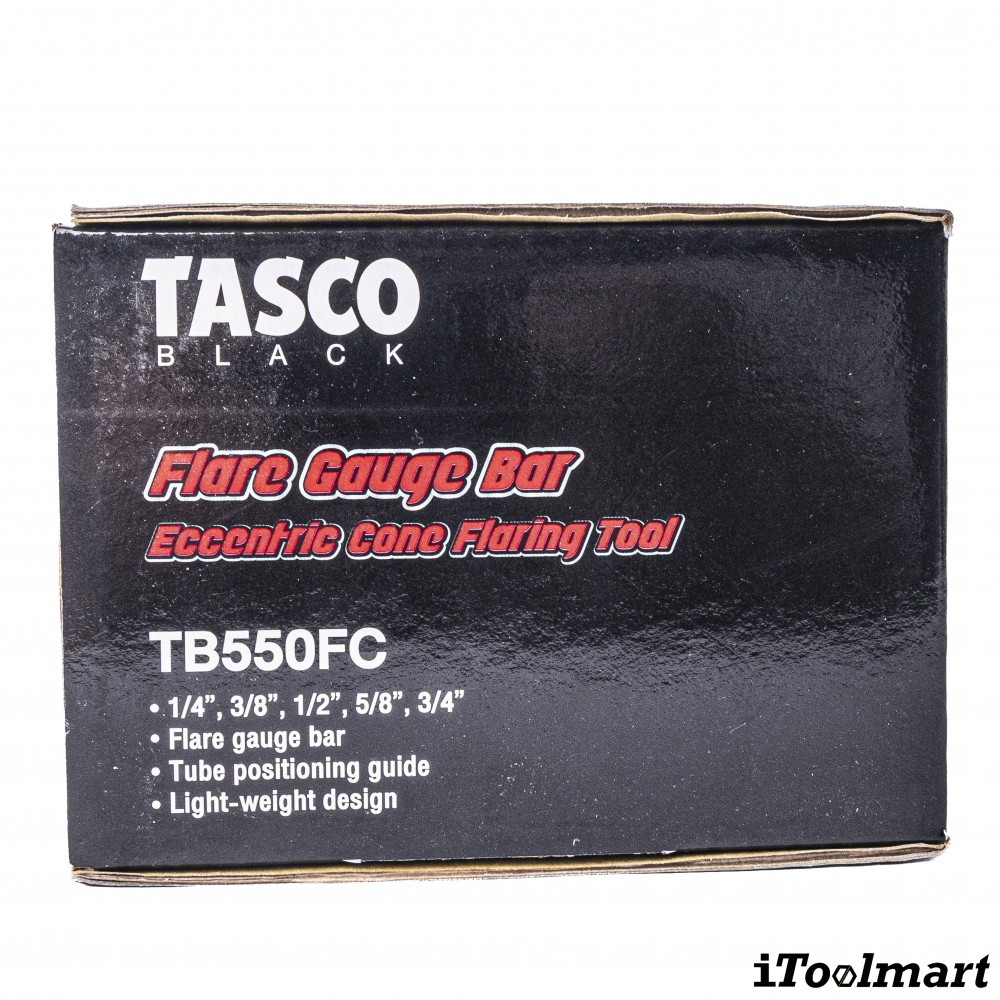 TASCO
BLACK
Flare Gauge Bar
Eccentric Cone Flaring Tool
TB550FC
• 1/4”, 3/8”, 1/2”, 5/8”, 3/4”
• Flare gauge bar
• Tube positioning guide
• Light-weight design
iToolmart